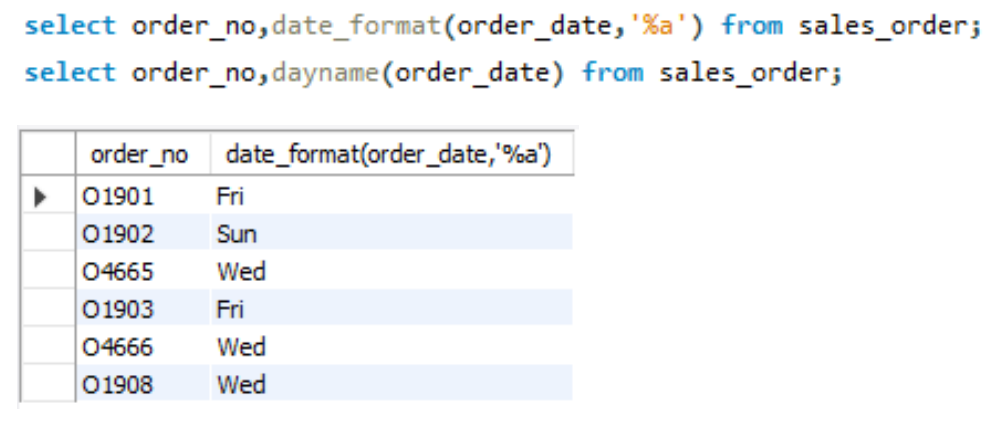 select order_no,date_format(order_date,'%a') from sales_order;
select order_no,dayname(order_date) from sales_order;
order_no date_format(order_date,'%a')
O1901 Fri
O1902 Sun
O4665 Wed
O1903 Fri
O4666 Wed
O1908 Wed